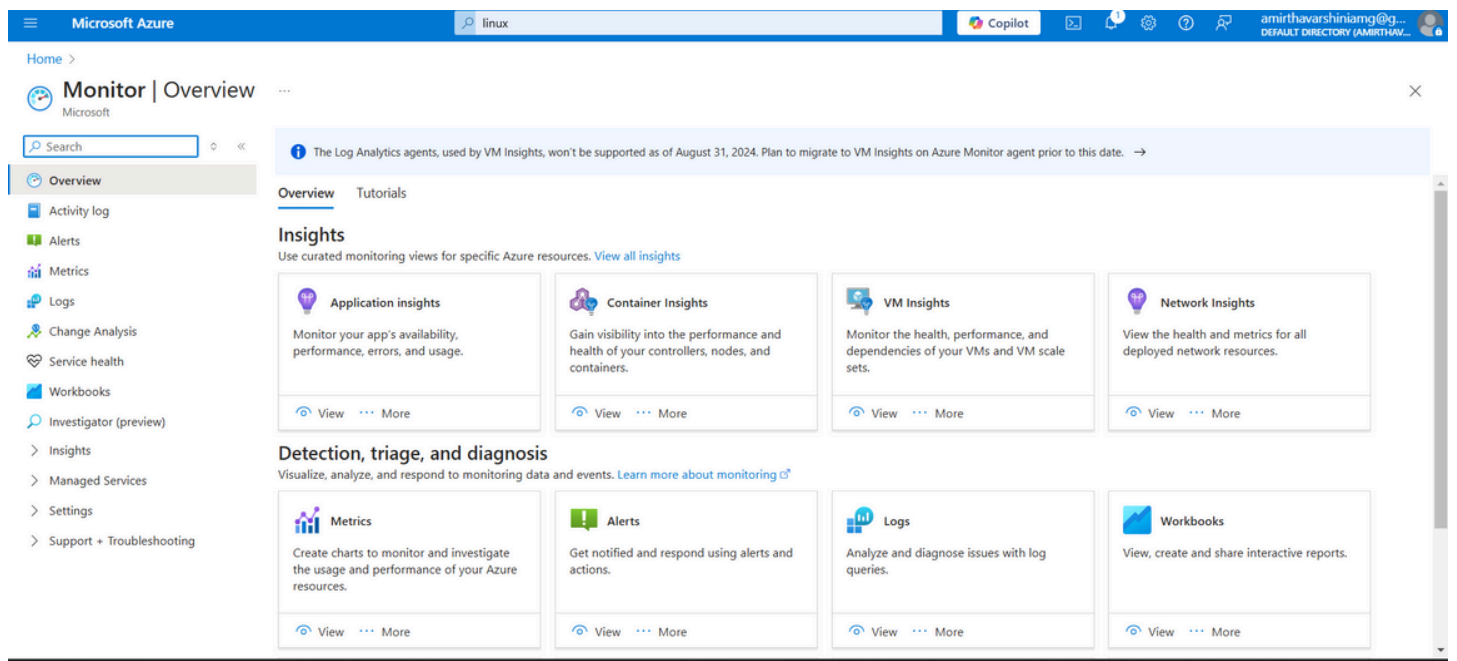 Microsoft Azure
linux
Copilot
1
amirthavarshiniamg@g...
DEFAULT DIRECTORY (AMIRTHAV...
Home >
Monitor | Overview ...
Microsoft
Search
Overview
Activity log
Alerts
Metrics
Logs
Change Analysis
Service health
Workbooks
Investigator (preview)
Insights
Managed Services
Settings
Support + Troubleshooting
The Log Analytics agents, used by VM Insights, won't be supported as of August 31, 2024. Plan to migrate to VM Insights on Azure Monitor agent prior to this date. →
Overview Tutorials
Insights
Use curated monitoring views for specific Azure resources. View all insights
Application insights
Monitor your app's availability,
performance, errors, and usage.
View ... More
Container Insights
Gain visibility into the performance and
health of your controllers, nodes, and
containers.
View ... More
VM Insights
Monitor the health, performance, and
dependencies of your VMs and VM scale
sets.
View ... More
Network Insights
View the health and metrics for all
deployed network resources.
View ... More
Detection, triage, and diagnosis
Visualize, analyze, and respond to monitoring data and events. Learn more about monitoring
Metrics
Create charts to monitor and investigate
the usage and performance of your Azure
resources.
View ... More
Alerts
Get notified and respond using alerts and
actions.
View ... More
Logs
Analyze and diagnose issues with log
queries.
View ... More
Workbooks
View, create and share interactive reports.
View ... More